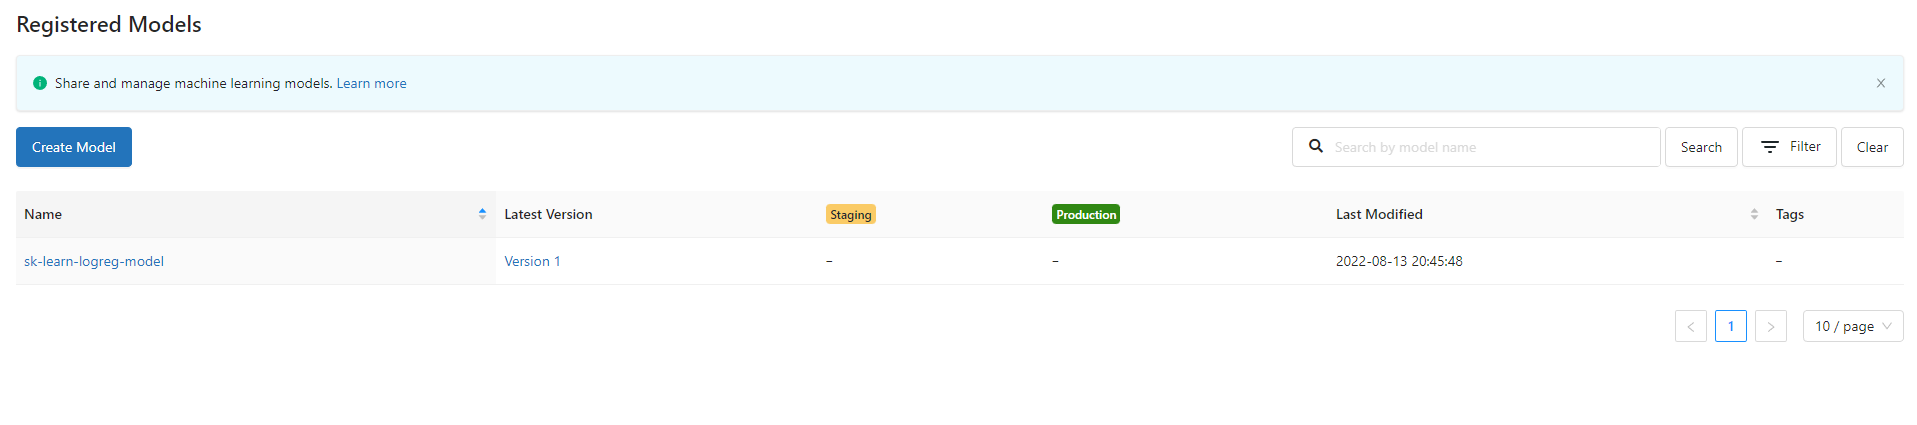 Registered Models
Share and manage machine learning models. Learn more
Create Model
Search by model name
Search
Filter
Clear
Name Latest Version Staging Production Last Modified Tags
sk-learn-logreg-model Version 1 – – 2022-08-13 20:45:48 –
1 10 / page